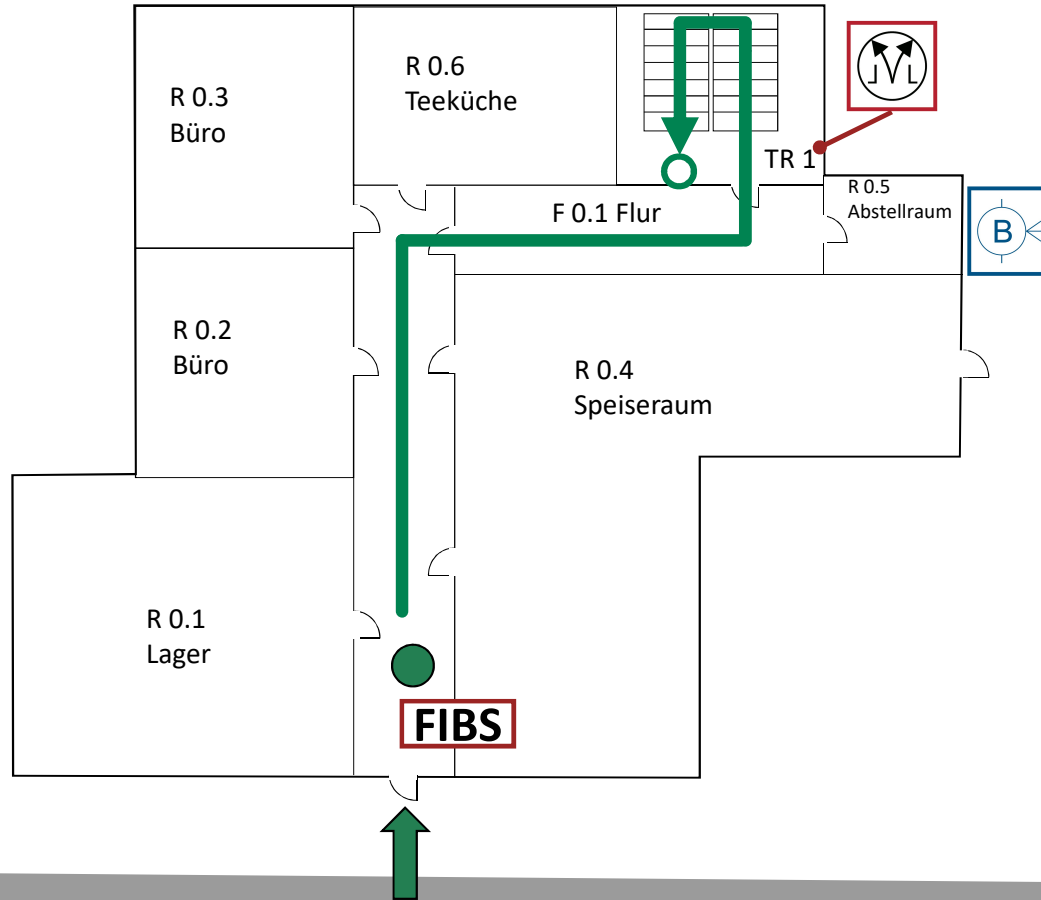 R 0.3
Büro
R 0.6
Teeküche
TR 1
R 0.5
Abstellraum
F 0.1 Flur
B
R 0.2
Büro
R 0.4
Speiseraum
R 0.1
Lager
FIBS